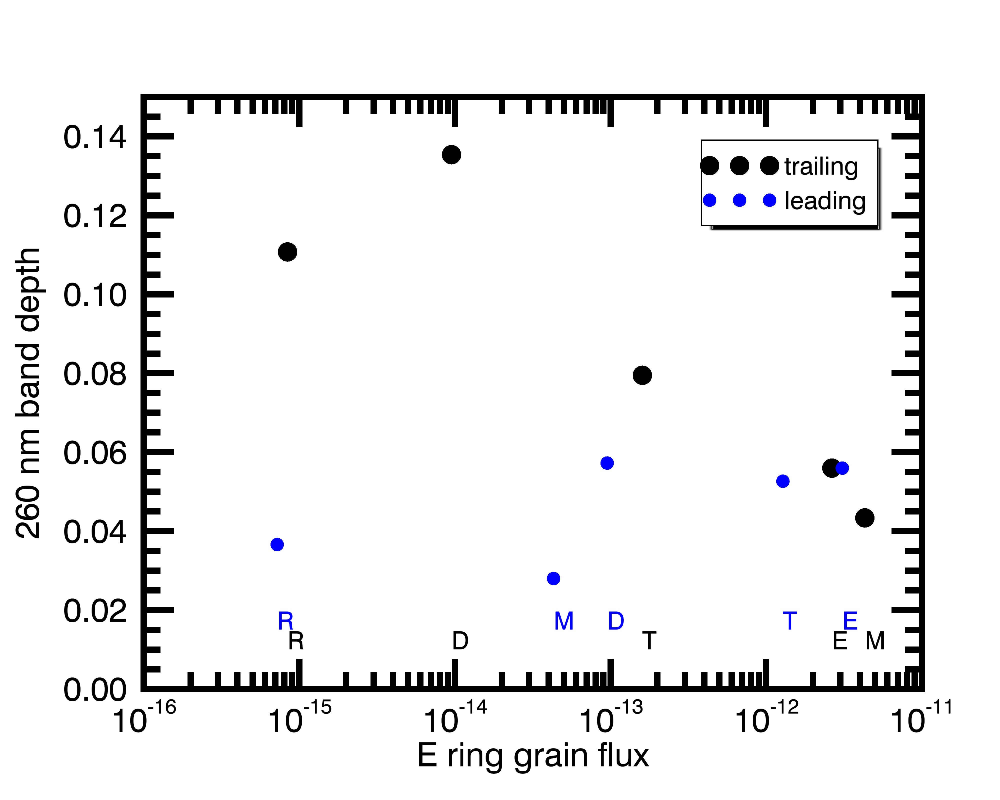 0.14
0.12
0.10
0.08
0.06
0.04
0.02
0.00
260 nm band depth
trailing
leading
R M D T E
R D T E M
10-16 10-15 10-14 10-13 10-12 10-11
E ring grain flux